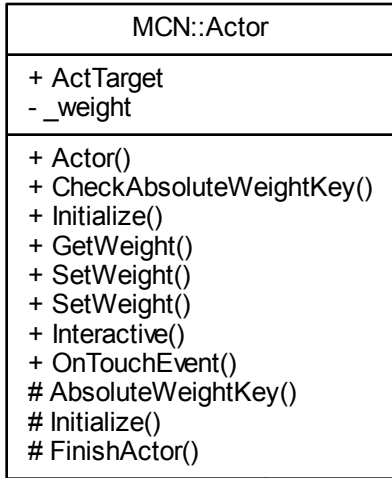 MCN::Actor
+ ActTarget
- _weight
+ Actor()
+ CheckAbsoluteWeightKey()
+ Initialize()
+ GetWeight()
+ SetWeight()
+ SetWeight()
+ Interactive()
+ OnTouchEvent()
# AbsoluteWeightKey()
# Initialize()
# FinishActor()